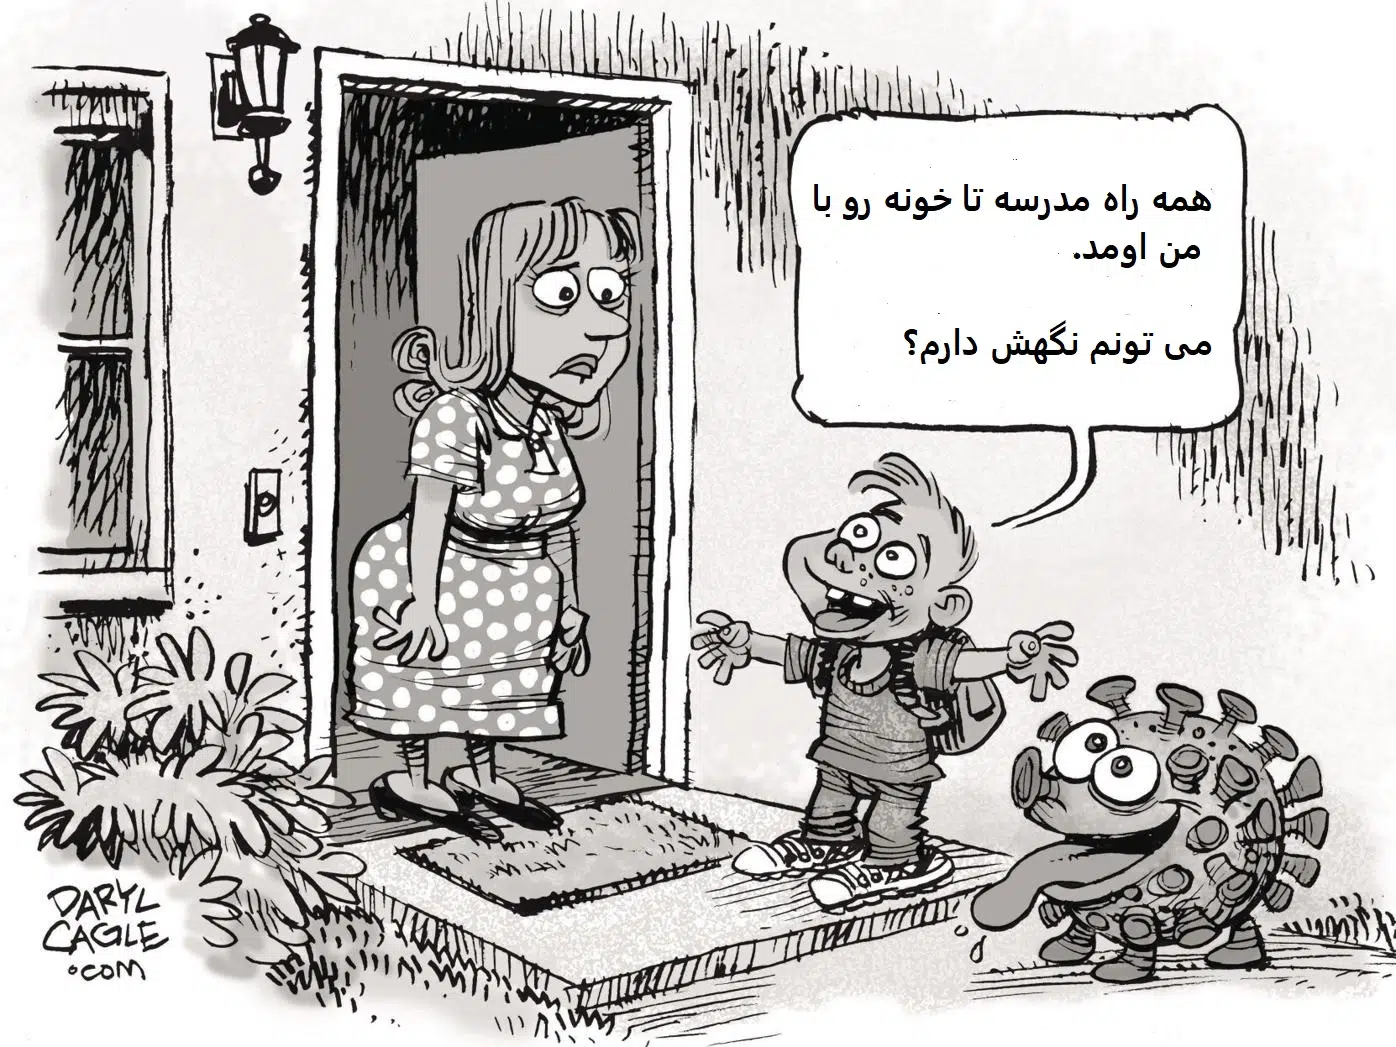 همه راه مدرسه تا خونه رو با
من اومد.
می تونم نگهش دارم؟
DARYL
CAGLE
.COM